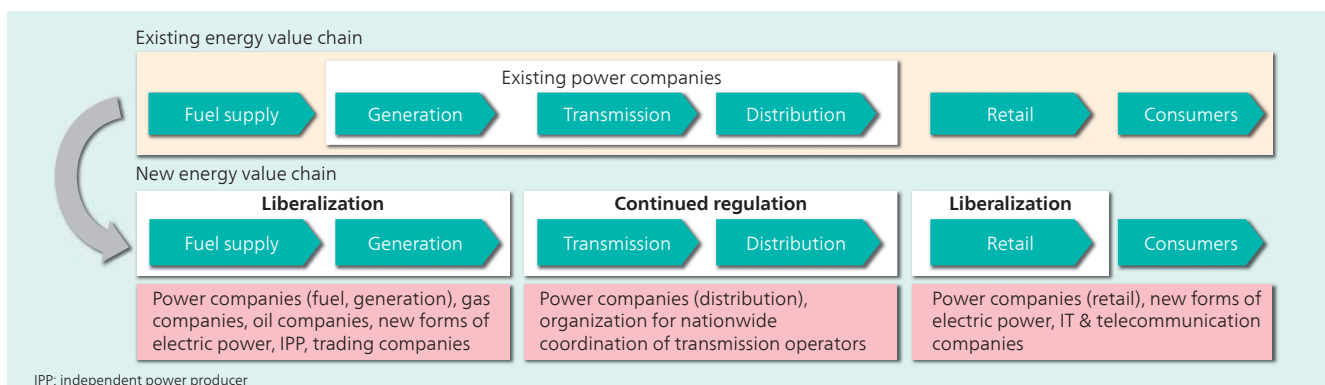 Existing energy value chain
Existing power companies
Fuel supply
Generation
Transmission
Distribution
Retail
Consumers
New energy value chain
Liberalization
Continued regulation
Liberalization
Fuel supply
Generation
Transmission
Distribution
Retail
Consumers
Power companies (fuel, generation), gas
companies, oil companies, new forms of
electric power, IPP, trading companies
Power companies (distribution),
organization for nationwide
coordination of transmission operators
Power companies (retail), new forms of
electric power, IT & telecommunication
companies
IPP: independent power producer